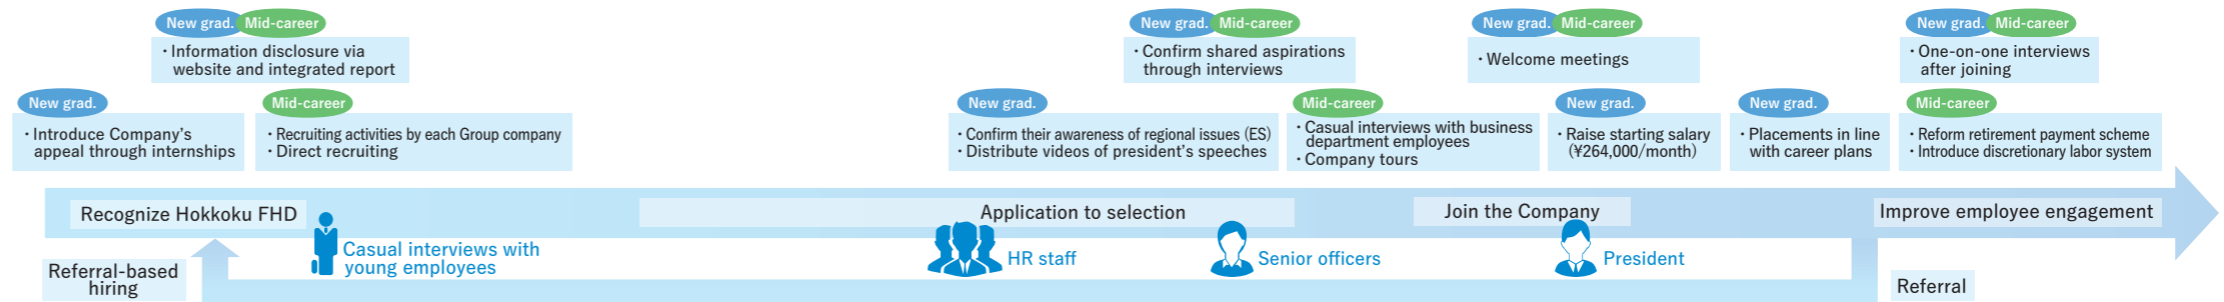 New grad. Mid-career
・Information disclosure via
website and integrated report
New grad.
・Introduce Company's
appeal through internships
Mid-career
・Recruiting activities by each Group company
・Direct recruiting
New grad. Mid-career
・Confirm shared aspirations
through interviews
New grad.
・Confirm their awareness of regional issues (ES)
・Distribute videos of president's speeches
Mid-career
・Casual interviews with business
department employees
・Company tours
New grad. Mid-career
・Welcome meetings
New grad.
・Raise starting salary
(¥264,000/month)
New grad.
・Placements in line
with career plans
New grad. Mid-career
・One-on-one interviews
after joining
Mid-career
・Reform retirement payment scheme
・Introduce discretionary labor system
Recognize Hokkoku FHD
Application to selection
Join the Company
Improve employee engagement
Casual interviews with
young employees
HR staff
Senior officers
President
Referral-based
hiring
Referral